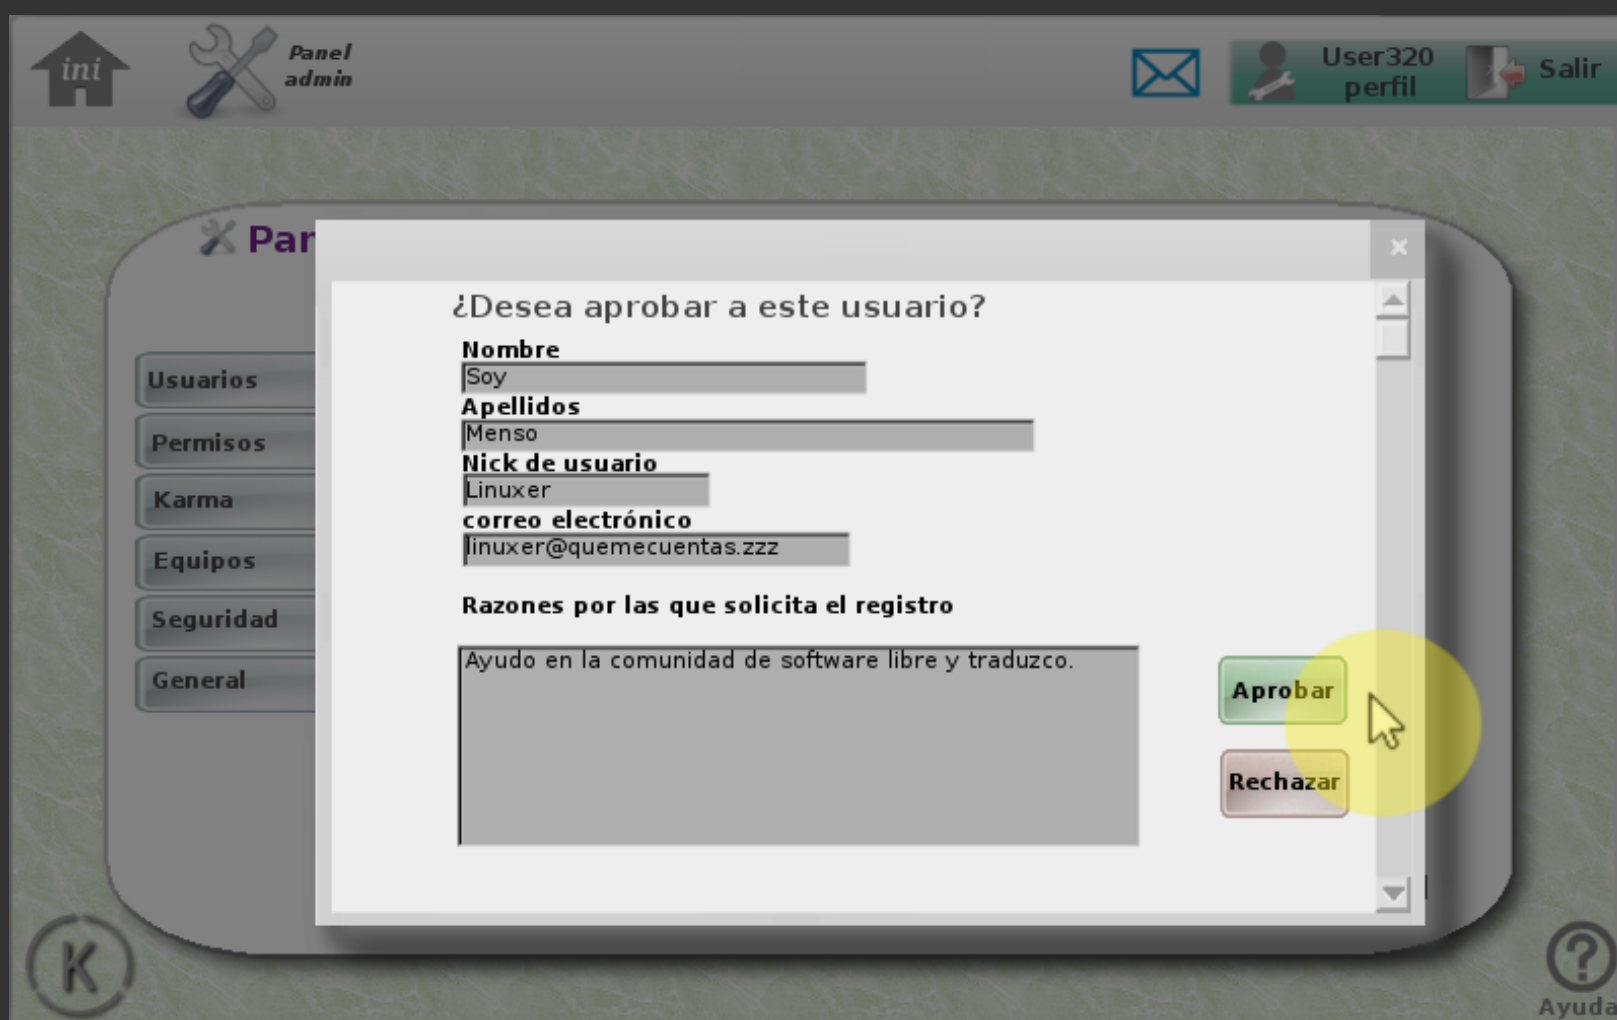 ini
Panel
admin
User320
perfil
Salir
Pan
¿Desea aprobar a este usuario?
Nombre
Soy
Apellidos
Menso
Nick de usuario
Linuxer
correo electrónico
linuxer@quemecuentas.zzz
Razones por las que solicita el registro
Ayudo en la comunidad de software libre y traduzco.
Aprobar
Rechazar
Usuarios
Permisos
Karma
Equipos
Seguridad
General
K
?
Ayuda